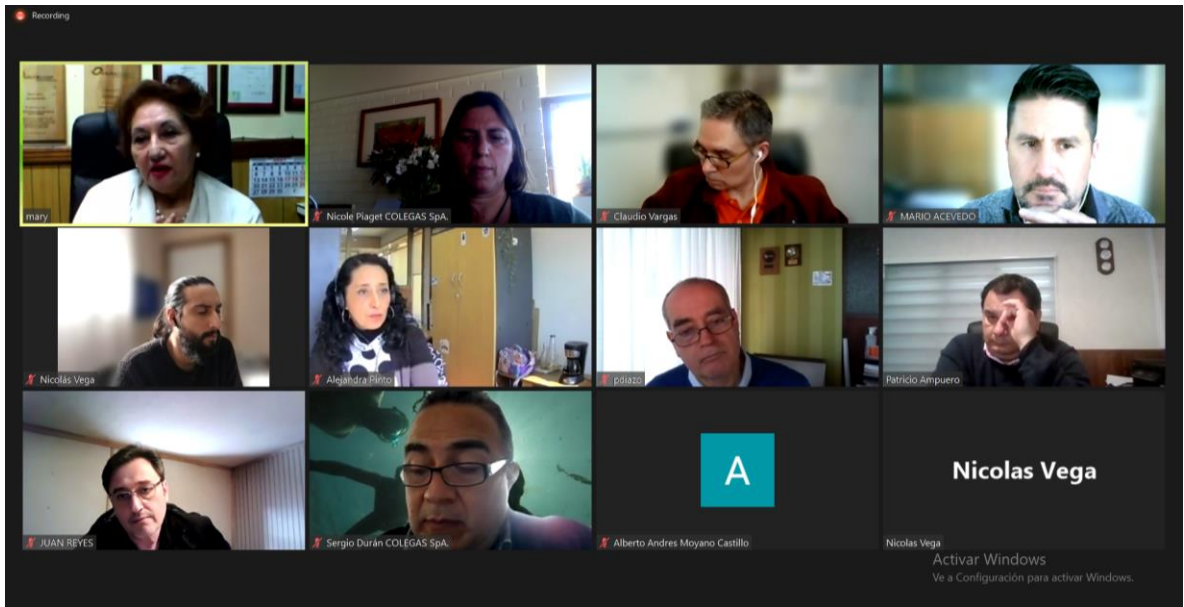 Recording
mary
Nicole Piaget COLEGAS SpA.
Claudio Vargas
MARIO ACEVEDO
Nicolás Vega
Alejandra Pinto
pdiazo
Patricio Ampuero
JUAN REYES
Sergio Durán COLEGAS SpA.
A
Alberto Andres Moyano Castillo
Nicolas Vega
Nicolas Vega
Activar Windows
Ve a Configuración para activar Windows.